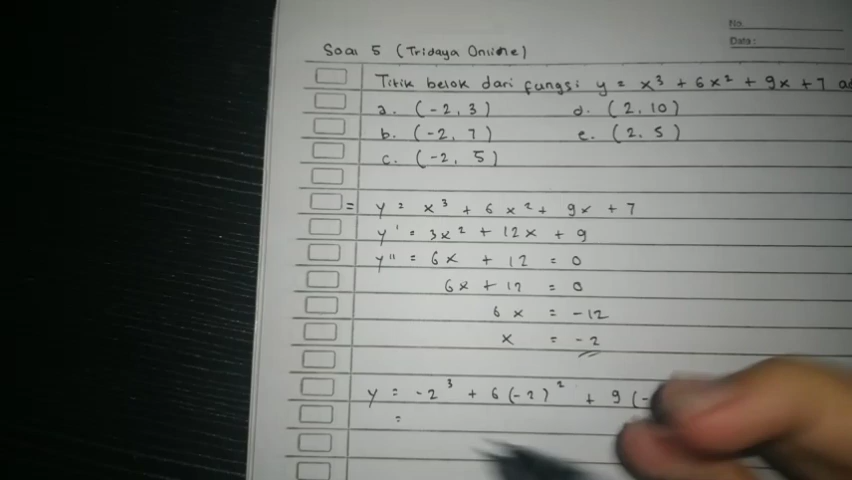 No.
Date:
Soal 5 (Tridaya Online)
Titik belok dari fungsi y = x³ + 6x² + 9x + 7
a. (-2, 3) d. (2, 10)
b. (-2, 7) e. (2, 5)
c. (-2, 5)
= y = x³ + 6x² + 9x + 7
y' = 3x² + 12x + 9
y'' = 6x + 12 = 0
6x + 12 = 0
6x = -12
x = -2
y = -2³ + 6(-2)² + 9(-
=